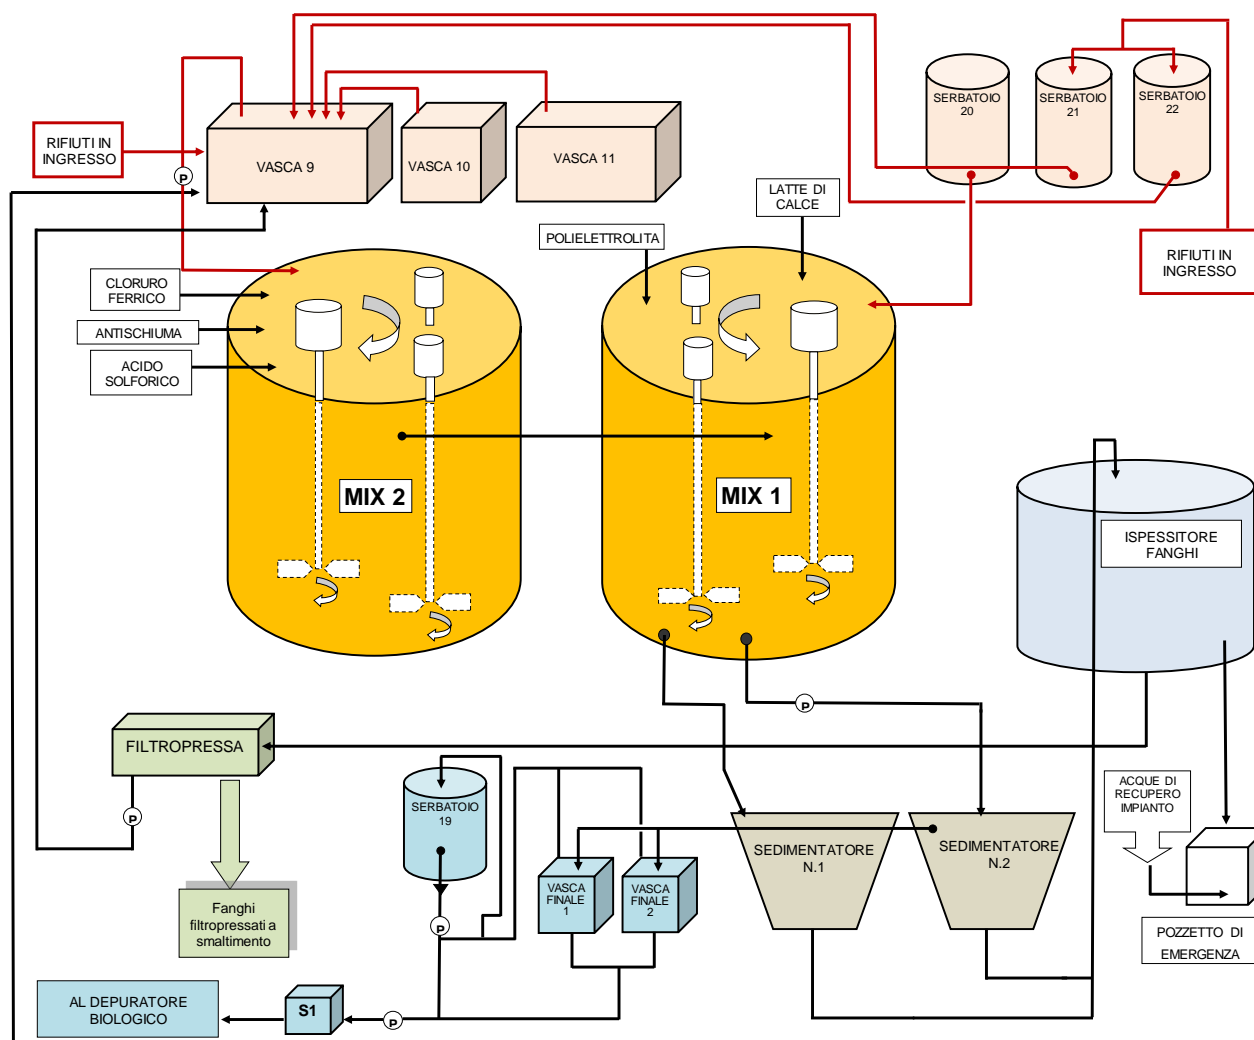 SERBATOIO
20
SERBATOIO
21
SERBATOIO
22
RIFIUTI IN
INGRESSO
P
VASCA 9
VASCA 10
VASCA 11
LATTE DI
CALCE
POLIELETTROLITA
RIFIUTI IN
INGRESSO
CLORURO
FERRICO
ANTISCHIUMA
ACIDO
SOLFORICO
MIX 2
MIX 1
ISPESSITORE
FANGHI
P
FILTROPRESSA
P
SERBATOIO
19
ACQUE DI
RECUPERO
IMPIANTO
SEDIMENTATORE
N.1
SEDIMENTATORE
N.2
VASCA
FINALE
1
VASCA
FINALE
2
P
Fanghi
filtropressati a
smaltimento
POZZETTO DI
EMERGENZA
AL DEPURATORE
BIOLOGICO
S1
P